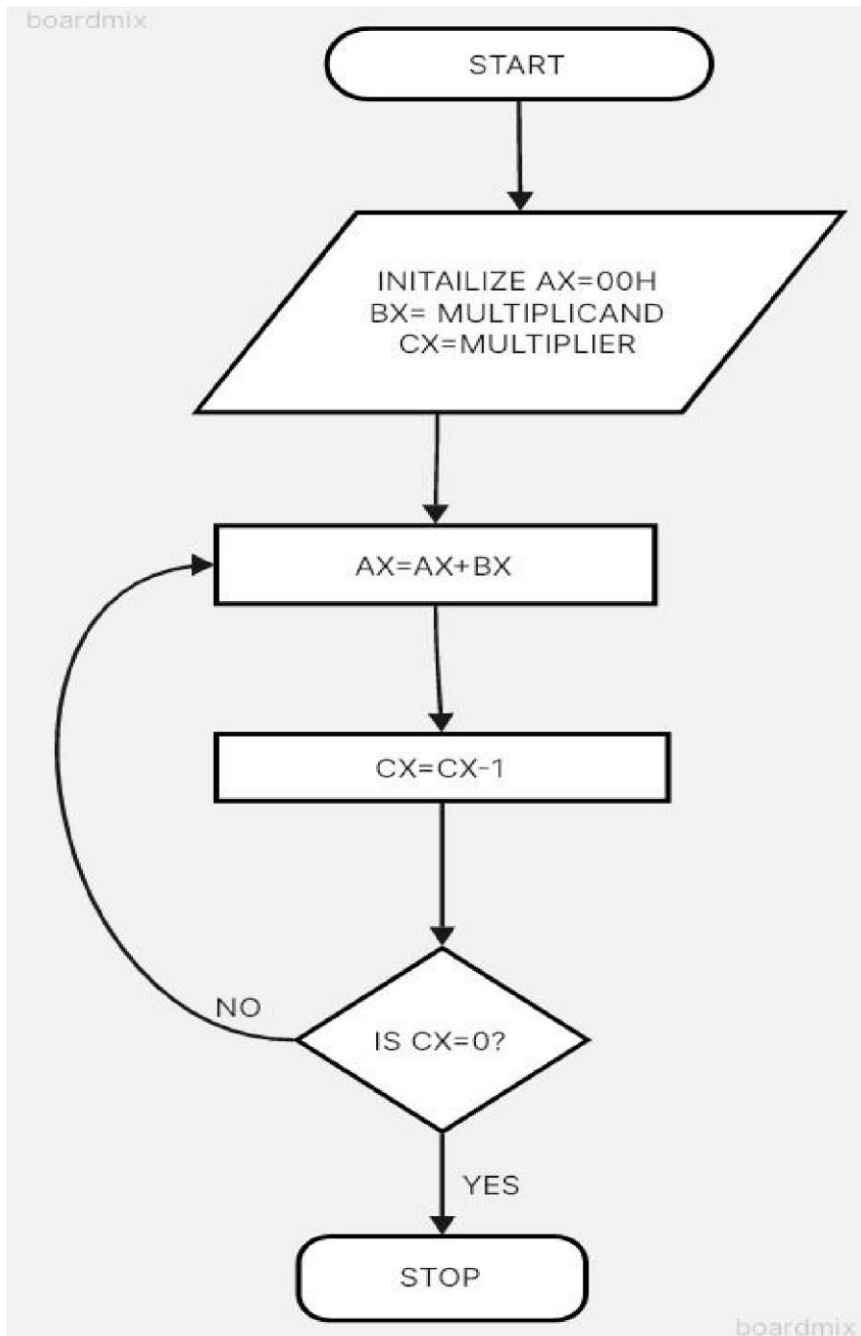 boardmix
START
INITAILIZE AX=00H
BX= MULTIPLICAND
CX=MULTIPLIER
AX=AX+BX
CX=CX-1
NO
IS CX=0?
YES
STOP
boardmix